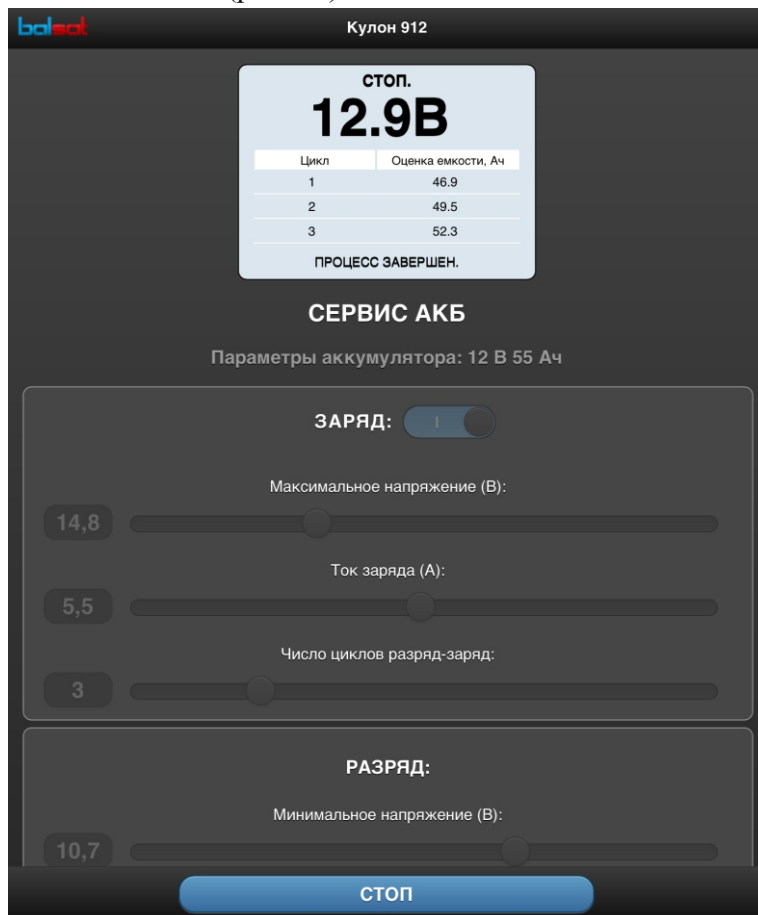 balsat
Кулон 912
СТОП.
12.9В
Цикл Оценка емкости, Ач
1 46.9
2 49.5
3 52.3
ПРОЦЕСС ЗАВЕРШЕН.
СЕРВИС АКБ
Параметры аккумулятора: 12 В 55 Ач
ЗАРЯД: I
Максимальное напряжение (В):
14,8
Ток заряда (А):
5,5
Число циклов разряд-заряд:
3
РАЗРЯД:
Минимальное напряжение (В):
10,7
СТОП